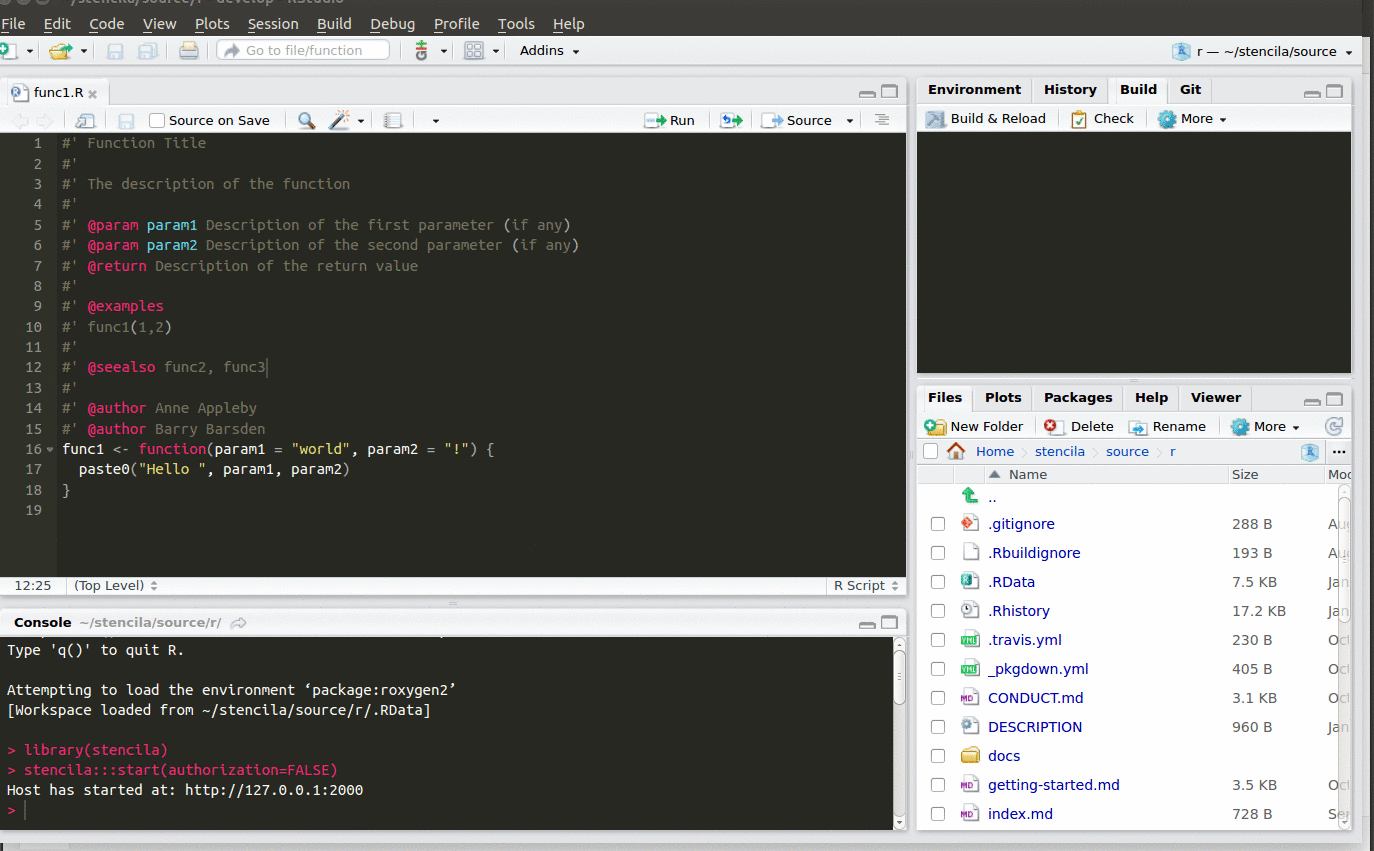 ~/stencila/source/r - develop - RStudio
File Edit Code View Plots Session Build Debug Profile Tools Help
Go to file/function Addins r — ~/stencila/source
func1.R
Source on Save Run Source
1 #' Function Title
2 #'
3 #' The description of the function
4 #'
5 #' @param param1 Description of the first parameter (if any)
6 #' @param param2 Description of the second parameter (if any)
7 #' @return Description of the return value
8 #'
9 #' @examples
10 #' func1(1,2)
11 #'
12 #' @seealso func2, func3
13 #'
14 #' @author Anne Appleby
15 #' @author Barry Barsden
16 func1 <- function(param1 = "world", param2 = "!") {
17 paste0("Hello ", param1, param2)
18 }
19
12:25 (Top Level) R Script
Console ~/stencila/source/r/
Type 'q()' to quit R.
Attempting to load the environment ‘package:roxygen2’
[Workspace loaded from ~/stencila/source/r/.RData]
> library(stencila)
> stencila:::start(authorization=FALSE)
Host has started at: http://127.0.0.1:2000
>
Environment History Build Git
Build & Reload Check More
Files Plots Packages Help Viewer
New Folder Delete Rename More
Home stencila source r ...
Name Size Moc
..
.gitignore 288 B Au
.Rbuildignore 193 B Au
.RData 7.5 KB Jan
.Rhistory 17.2 KB Jan
.travis.yml 230 B Oct
_pkgdown.yml 405 B Oct
CONDUCT.md 3.1 KB Oct
DESCRIPTION 960 B Jan
docs
getting-started.md 3.5 KB Oct
index.md 728 B Se